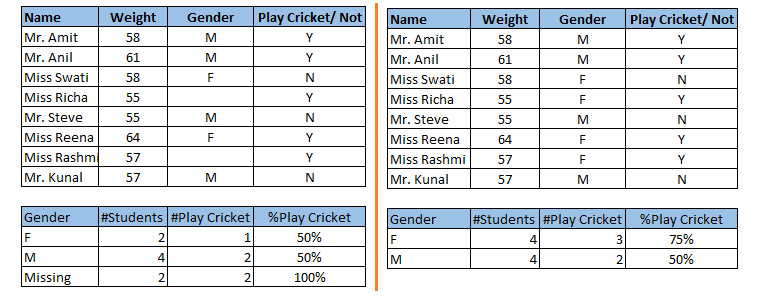 Name Weight Gender Play Cricket/ Not
Mr. Amit 58 M Y
Mr. Anil 61 M Y
Miss Swati 58 F N
Miss Richa 55 Y
Mr. Steve 55 M N
Miss Reena 64 F Y
Miss Rashmi 57 Y
Mr. Kunal 57 M N
Gender #Students #Play Cricket %Play Cricket
F 2 1 50%
M 4 2 50%
Missing 2 2 100%
Name Weight Gender Play Cricket/ Not
Mr. Amit 58 M Y
Mr. Anil 61 M Y
Miss Swati 58 F N
Miss Richa 55 F Y
Mr. Steve 55 M N
Miss Reena 64 F Y
Miss Rashmi 57 F Y
Mr. Kunal 57 M N
Gender #Students #Play Cricket %Play Cricket
F 4 3 75%
M 4 2 50%